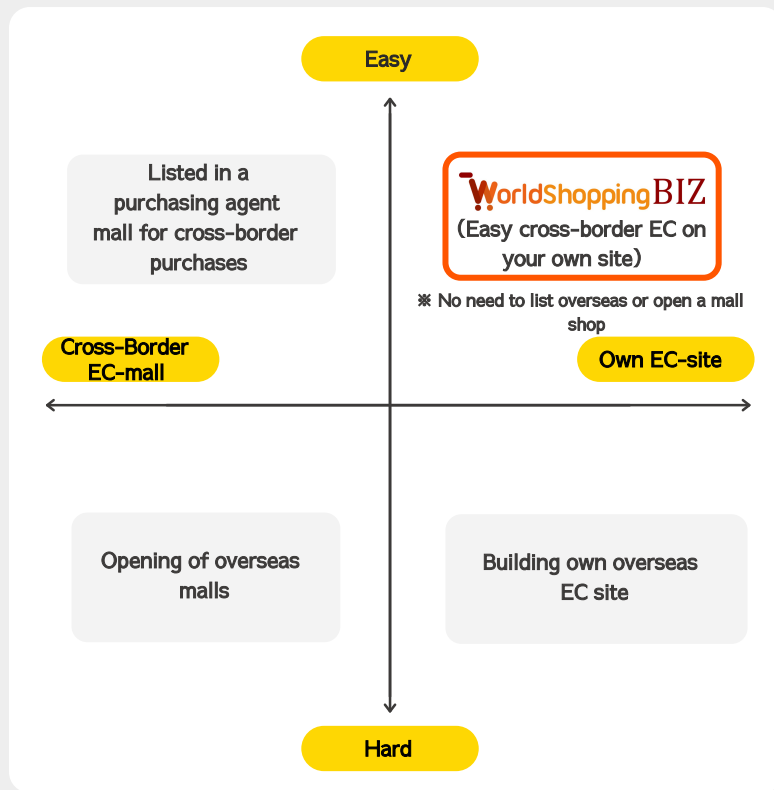 Easy
Listed in a
purchasing agent
mall for cross-border
purchases
WorldShopping BIZ
(Easy cross-border EC on
your own site)
※ No need to list overseas or open a mall
shop
Cross-Border
EC-mall
Own EC-site
Opening of overseas
malls
Building own overseas
EC site
Hard